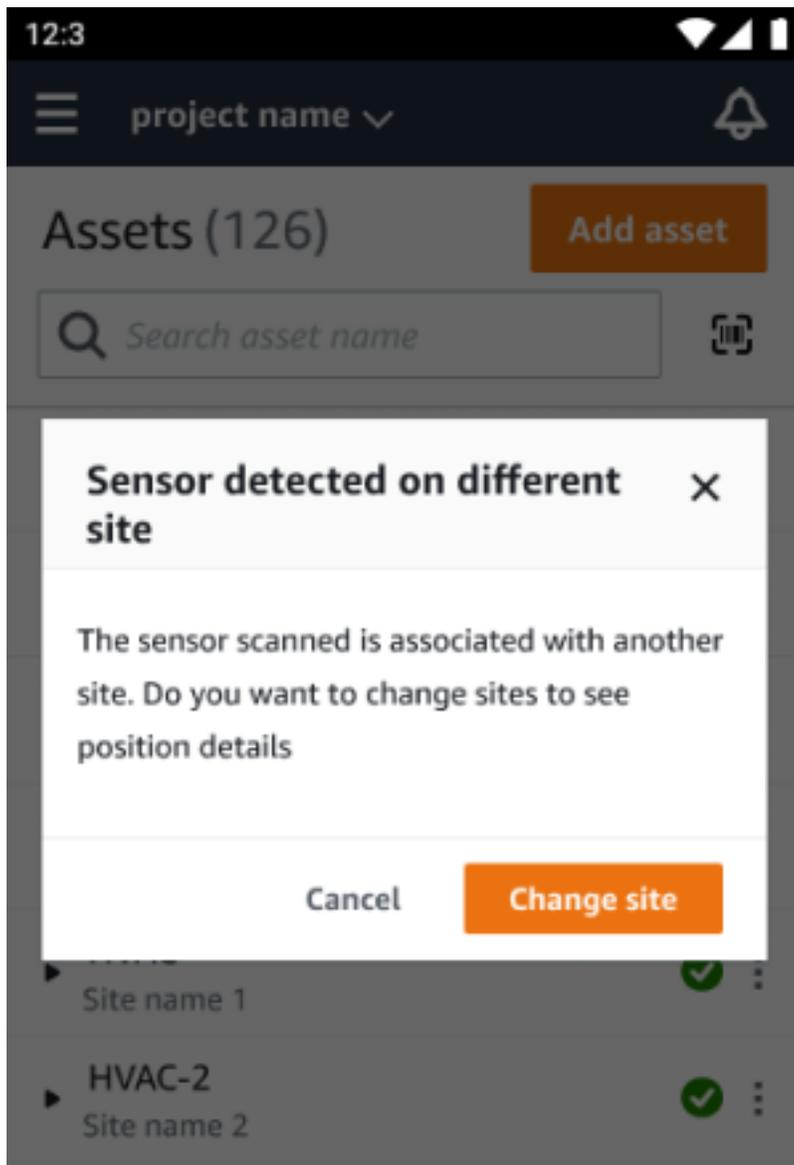 12:3
project name
Assets (126)
Add asset
Search asset name
Sensor detected on different
site
The sensor scanned is associated with another
site. Do you want to change sites to see
position details
Cancel
Change site
Site name 1
HVAC-2
Site name 2